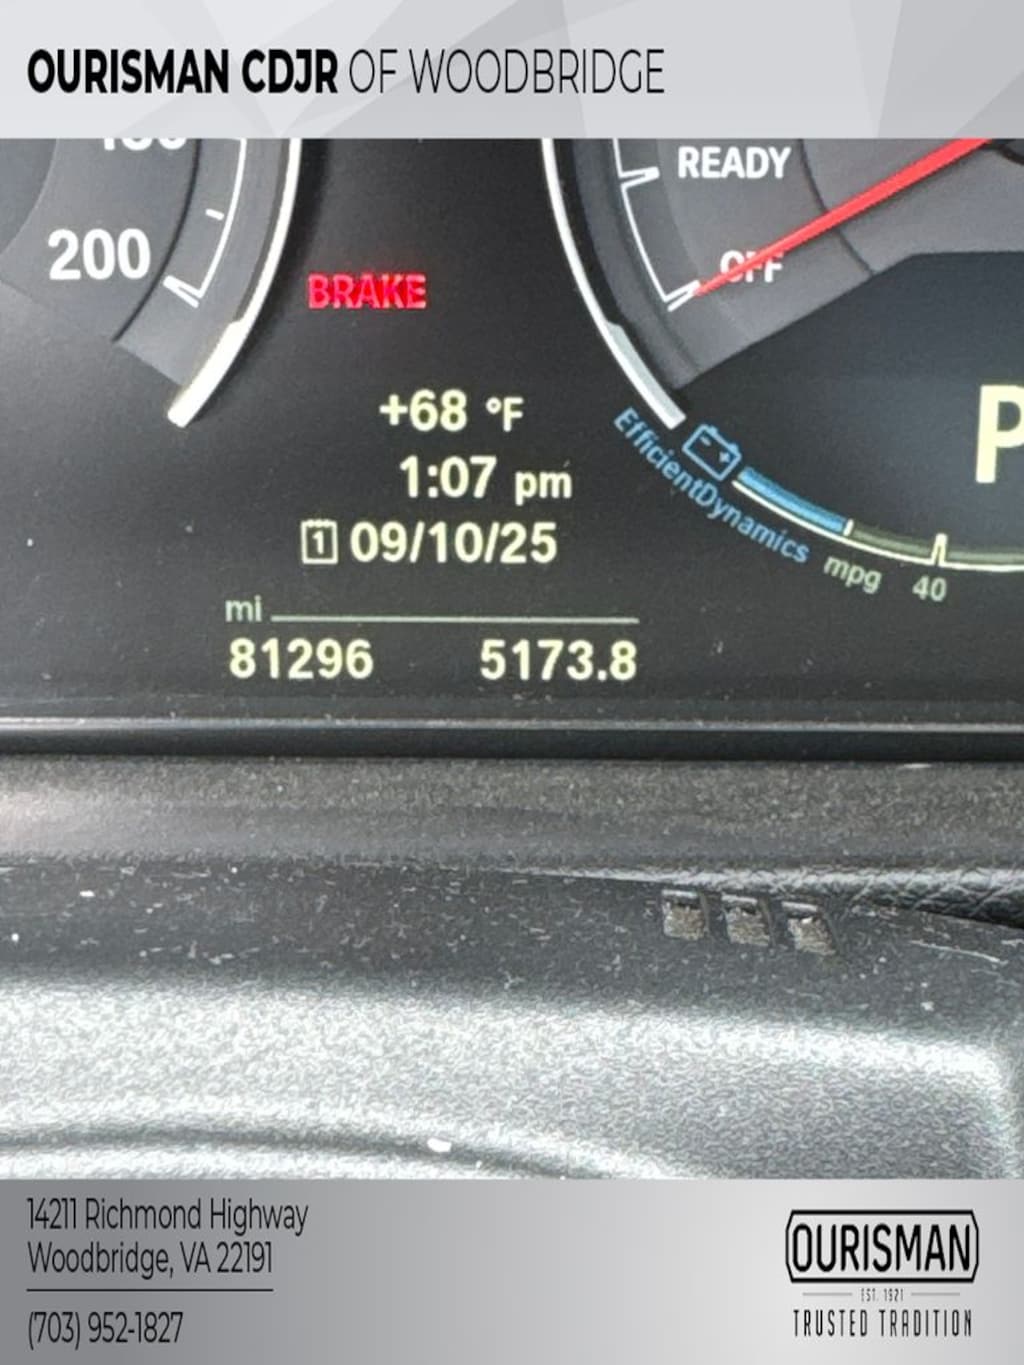 OURISMAN CDJR OF WOODBRIDGE
READY
200
OFF
BRAKE
+68 °F
1:07 pm
1 09/10/25
P
EfficientDynamics
mpg 40
mi
81296 5173.8
14211 Richmond Highway
Woodbridge, VA 22191
(703) 952-1827
OURISMAN
EST. 1921
TRUSTED TRADITION